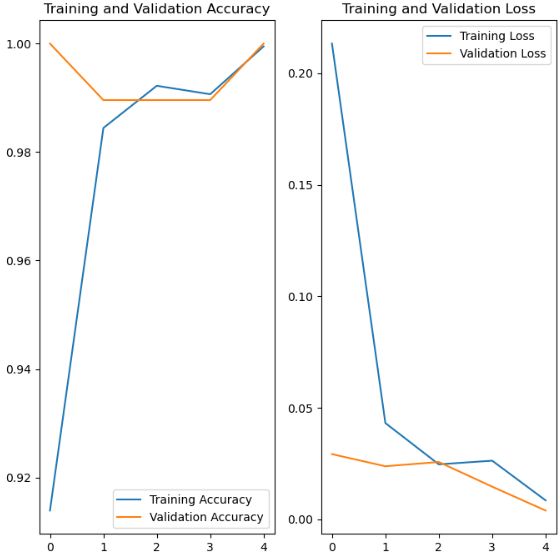 Training and Validation Accuracy
1.00
0.98
0.96
0.94
0.92
Training Accuracy
Validation Accuracy
0 1 2 3 4
Training and Validation Loss
Training Loss
Validation Loss
0.20
0.15
0.10
0.05
0.00
0 1 2 3 4